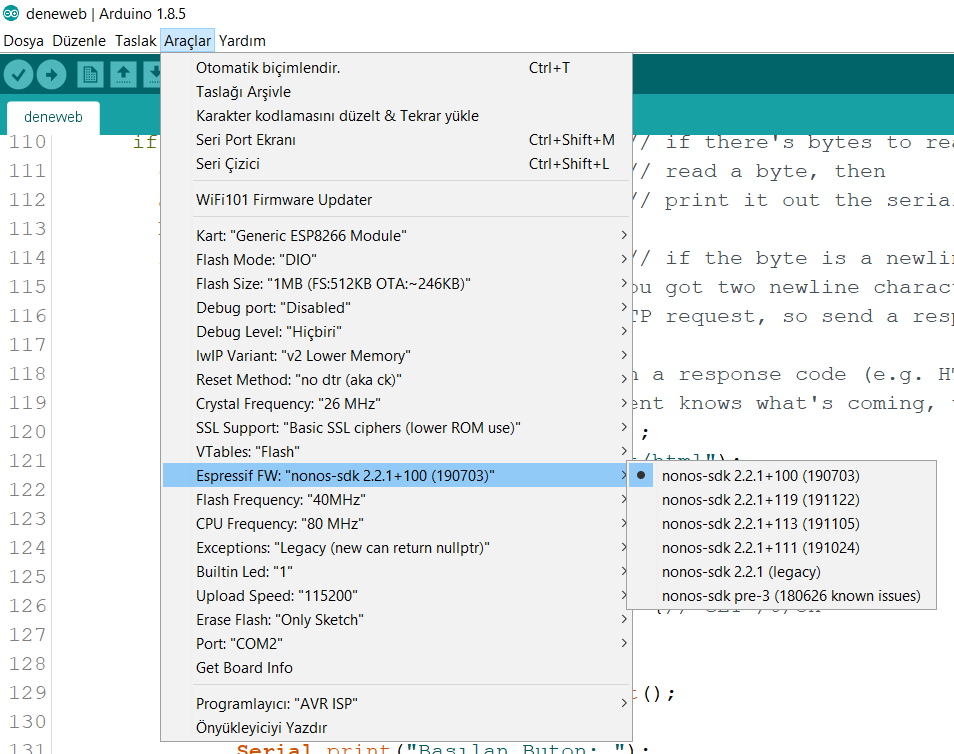 deneweb | Arduino 1.8.5
Dosya Düzenle Taslak Araçlar Yardım
deneweb
Otomatik biçimlendir. Ctrl+T
Taslağı Arşivle
Karakter kodlamasını düzelt & Tekrar yükle
Seri Port Ekranı Ctrl+Shift+M
Seri Çizici Ctrl+Shift+L
WiFi101 Firmware Updater
Kart: "Generic ESP8266 Module"
Flash Mode: "DIO"
Flash Size: "1MB (FS:512KB OTA:~246KB)"
Debug port: "Disabled"
Debug Level: "Hiçbiri"
IwIP Variant: "v2 Lower Memory"
Reset Method: "no dtr (aka ck)"
Crystal Frequency: "26 MHz"
SSL Support: "Basic SSL ciphers (lower ROM use)"
VTables: "Flash"
Espressif FW: "nonos-sdk 2.2.1+100 (190703)"
Flash Frequency: "40MHz"
CPU Frequency: "80 MHz"
Exceptions: "Legacy (new can return nullptr)"
Builtin Led: "1"
Upload Speed: "115200"
Erase Flash: "Only Sketch"
Port: "COM2"
Get Board Info
Programlayıcı: "AVR ISP"
Önyükleyiciyi Yazdır
nonos-sdk 2.2.1+100 (190703)
nonos-sdk 2.2.1+119 (191122)
nonos-sdk 2.2.1+113 (191105)
nonos-sdk 2.2.1+111 (191024)
nonos-sdk 2.2.1 (legacy)
nonos-sdk pre-3 (180626 known issues)
110 if // if there's bytes to rea
111 // read a byte, then
112 // print it out the seria
113
114 // if the byte is a newlin
115 ou got two newline charac
116 TP request, so send a resp
117
118 a response code (e.g. HT
119 ent knows what's coming,
120 ;
121 /html");
122
123
124
125
126
127
128
129 t();
130
131 Serial.print("Basılan Buton: ");